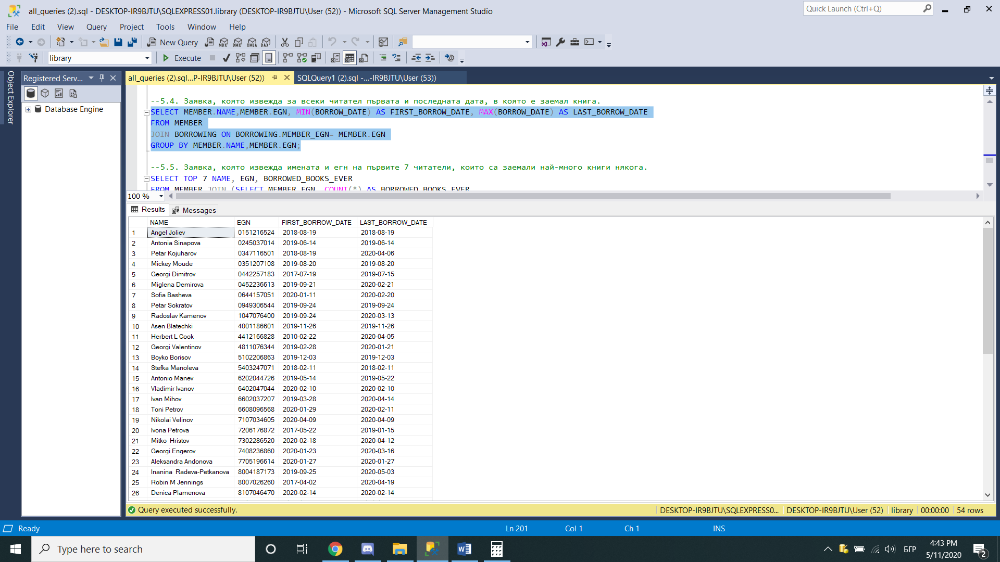 all_queries (2).sql - DESKTOP-IR9BJTU\SQLEXPRESS01.library (DESKTOP-IR9BJTU\User (52)) - Microsoft SQL Server Management Studio
Quick Launch (Ctrl+Q)
File Edit View Query Project Tools Window Help
New Query MDX DMX XMLA DAX
library Execute
Object Explorer
Registered Serv...
Database Engine
all_queries (2).sql...P-IR9BJTU\User (52)) SQLQuery1 (2).sql -...-IR9BJTU\User (53))
--5.4. Заявка, която извежда за всеки читател първата и последната дата, в която е заемал книга.
SELECT MEMBER.NAME,MEMBER.EGN, MIN(BORROW_DATE) AS FIRST_BORROW_DATE, MAX(BORROW_DATE) AS LAST_BORROW_DATE
FROM MEMBER
JOIN BORROWING ON BORROWING.MEMBER_EGN= MEMBER.EGN
GROUP BY MEMBER.NAME,MEMBER.EGN;
--5.5. Заявка, която извежда имената и егн на първите 7 читатели, които са заемали най-много книги някога.
SELECT TOP 7 NAME, EGN, BORROWED_BOOKS_EVER
FROM MEMBER JOIN (SELECT MEMBER_EGN, COUNT(*) AS BORROWED_BOOKS_EVER
100 %
Results Messages
NAME EGN FIRST_BORROW_DATE LAST_BORROW_DATE
1 Angel Joliev 0151216524 2018-08-19 2018-08-19
2 Antonia Sinapova 0245037014 2019-06-14 2019-06-14
3 Petar Kojuharov 0347116501 2018-08-19 2020-04-06
4 Mickey Moude 0351207108 2019-08-20 2019-08-20
5 Georgi Dimitrov 0442257183 2017-07-19 2019-07-15
6 Miglena Demirova 0452236613 2019-09-21 2020-02-21
7 Sofia Basheva 0644157051 2020-01-11 2020-02-20
8 Petar Sokratov 0949306544 2019-09-24 2019-09-24
9 Radoslav Kamenov 1047076400 2019-09-24 2020-03-13
10 Asen Blatechki 4001186601 2019-11-26 2019-11-26
11 Herbert L Cook 4412166828 2010-02-22 2020-04-05
12 Georgi Valentinov 4811076344 2019-02-28 2020-01-21
13 Boyko Borisov 5102206863 2019-12-03 2019-12-03
14 Stefka Manoleva 5403247071 2018-02-11 2018-02-11
15 Antonio Manev 6202044726 2019-05-14 2019-05-22
16 Vladimir Ivanov 6402047044 2020-02-10 2020-02-10
17 Ivan Mihov 6602037207 2019-03-28 2020-04-14
18 Toni Petrov 6608096568 2020-01-29 2020-02-11
19 Nikolai Velinov 7107034605 2020-04-09 2020-04-09
20 Ivona Petrova 7206176872 2017-05-22 2019-01-15
21 Mitko Hristov 7302286520 2020-02-18 2020-04-12
22 Georgi Engerov 7408236860 2020-01-23 2020-03-16
23 Aleksandra Andonova 7705196614 2020-01-27 2020-01-27
24 Inanina Radeva-Petkanova 8004187173 2019-09-25 2020-05-03
25 Robin M Jennings 8007026260 2017-04-02 2020-04-19
26 Denica Plamenova 8107046470 2020-02-14 2020-02-14
Query executed successfully. DESKTOP-IR9BJTU\SQLEXPRESS0... DESKTOP-IR9BJTU\User (52) library 00:00:00 54 rows
Ready Ln 201 Col 1 Ch 1 INS
Type here to search
БГР
4:43 PM
5/11/2020
2